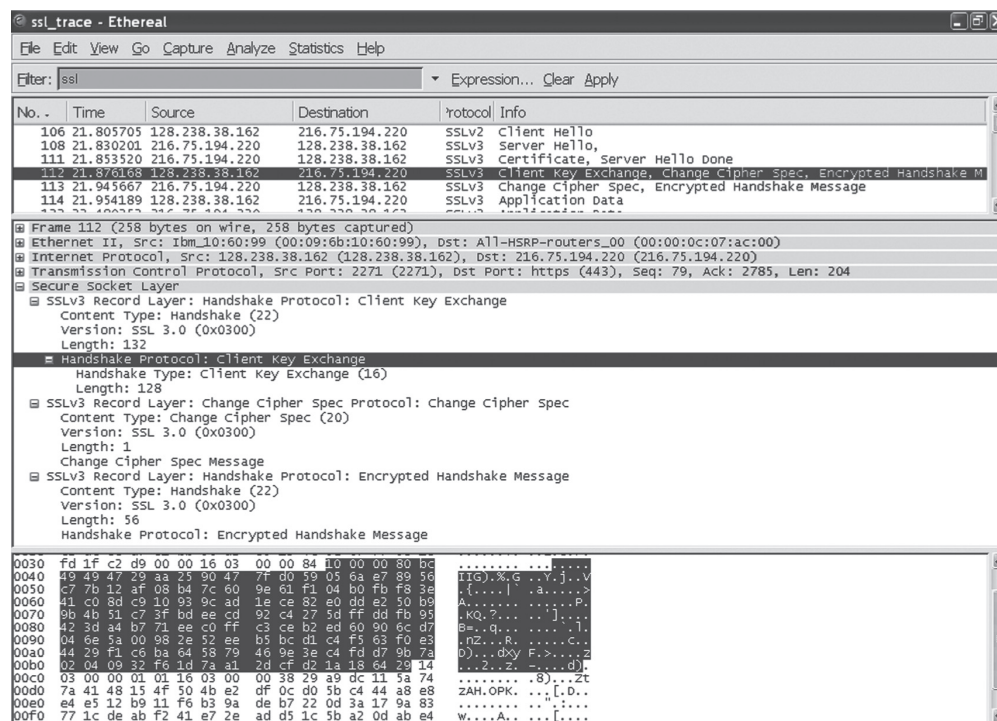 ssl_trace - Ethereal
File Edit View Go Capture Analyze Statistics Help
Filter: ssl Expression... Clear Apply
No. . Time Source Destination Protocol Info
106 21.805705 128.238.38.162 216.75.194.220 SSLv2 Client Hello
108 21.830201 216.75.194.220 128.238.38.162 SSLv3 Server Hello,
111 21.853520 216.75.194.220 128.238.38.162 SSLv3 Certificate, Server Hello Done
112 21.876168 128.238.38.162 216.75.194.220 SSLv3 Client Key Exchange, Change Cipher Spec, Encrypted Handshake M
113 21.945667 216.75.194.220 128.238.38.162 SSLv3 Change Cipher Spec, Encrypted Handshake Message
114 21.954189 128.238.38.162 216.75.194.220 SSLv3 Application Data
Frame 112 (258 bytes on wire, 258 bytes captured)
Ethernet II, Src: Ibm_10:60:99 (00:09:6b:10:60:99), Dst: All-HSRP-routers_00 (00:00:0c:07:ac:00)
Internet Protocol, Src: 128.238.38.162 (128.238.38.162), Dst: 216.75.194.220 (216.75.194.220)
Transmission Control Protocol, Src Port: 2271 (2271), Dst Port: https (443), Seq: 79, Ack: 2785, Len: 204
Secure Socket Layer
SSLv3 Record Layer: Handshake Protocol: Client Key Exchange
Content Type: Handshake (22)
Version: SSL 3.0 (0x0300)
Length: 132
Handshake Protocol: Client Key Exchange
Handshake Type: Client Key Exchange (16)
Length: 128
SSLv3 Record Layer: Change Cipher Spec Protocol: Change Cipher Spec
Content Type: Change Cipher Spec (20)
Version: SSL 3.0 (0x0300)
Length: 1
Change Cipher Spec Message
SSLv3 Record Layer: Handshake Protocol: Encrypted Handshake Message
Content Type: Handshake (22)
Version: SSL 3.0 (0x0300)
Length: 56
Handshake Protocol: Encrypted Handshake Message
0030 fd 1f c2 d9 00 00 16 03 00 00 84 10 00 00 80 bc ........ ........
0040 49 49 47 29 aa 25 90 47 7f d0 59 05 6a e7 89 56 IIG).%.G ..Y.j..V
0050 c7 7b 12 af 08 b4 7c 60 9e 61 f1 04 b0 fb f8 3e .{....|` .a.....>
0060 41 c0 8d c9 10 93 9c ad 1e ce 82 e0 dd e2 50 b9 A....... ......P.
0070 9b 4b 51 c7 3f bd ee cd 92 c4 27 5d ff dd fb 95 .KQ.?... ..']....
0080 42 3d a4 b7 71 ee c0 ff c3 ce b2 ed 60 90 6c d7 B=..q... ....`.l.
0090 04 6e 5a 00 98 2e 52 ee b5 bc d1 c4 f5 63 f0 e3 .nZ...R. .....c..
00a0 44 29 f1 c6 ba 64 58 79 46 9e 3e c4 fd d7 9b 7a D)...dXy F.>....z
00b0 02 04 09 32 f6 1d 7a a1 2d cf d2 1a 18 64 29 14 ...2..z. -....d).
00c0 03 00 00 01 01 16 03 00 00 38 29 a9 dc 11 5a 74 ........ .8)...Zt
00d0 7a 41 48 15 4f 50 4b e2 df 0c d0 5b c4 44 a8 e8 zAH.OPK. ...[.D..
00e0 e4 e5 12 b9 11 f6 b3 9a de b7 22 0d 3a 17 9a 83 ........ ..".:...
00f0 77 1c de ab f2 41 e7 2e ad d5 1c 5b a2 0d ab e4 w....A.. ...[....